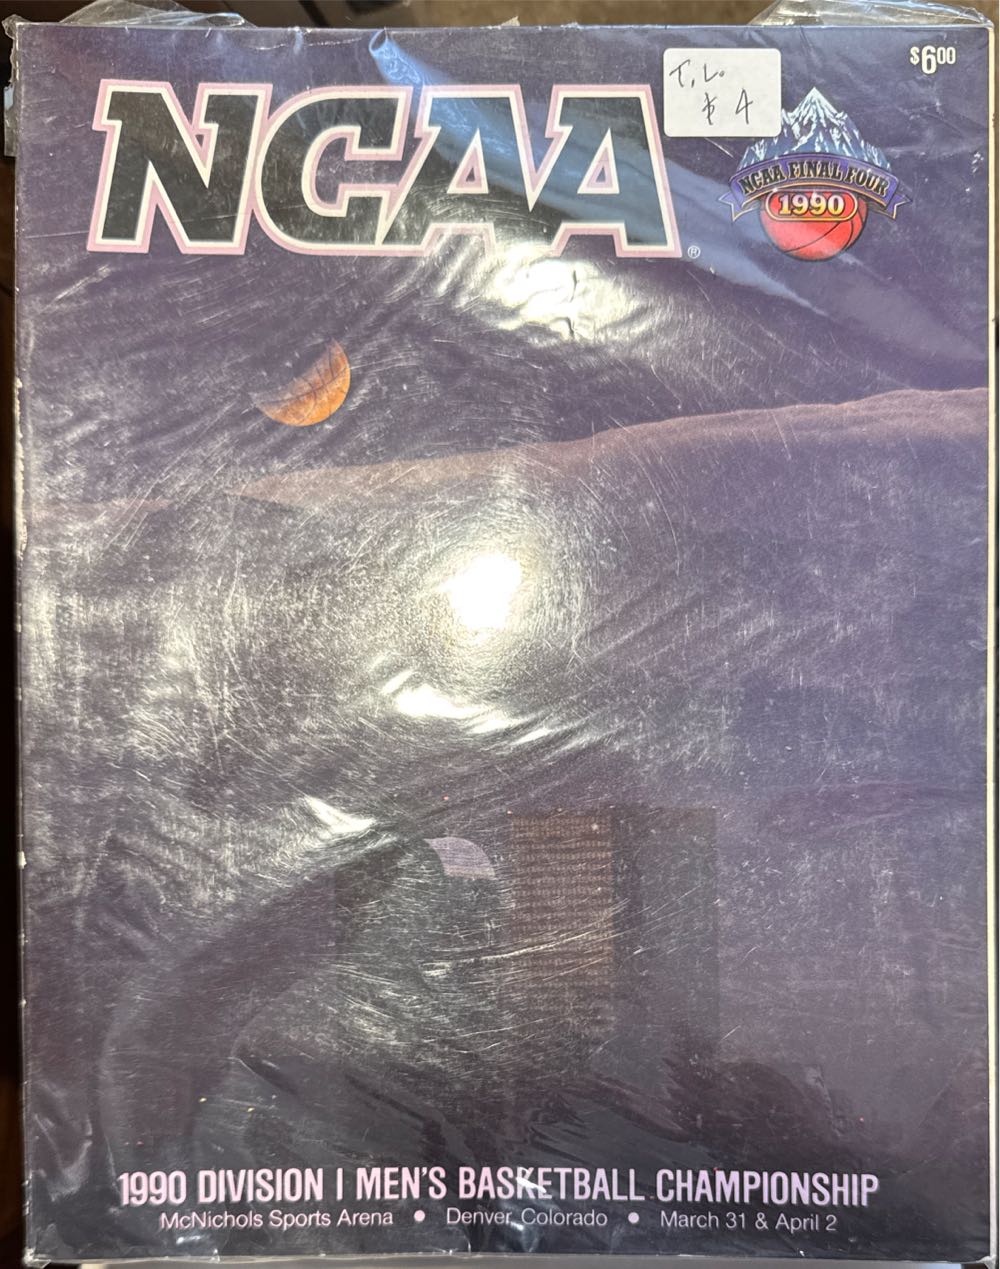 $6.00
T.L.
$4
NCAA®
NCAA FINAL FOUR
1990
1990 DIVISION I MEN'S BASKETBALL CHAMPIONSHIP
McNichols Sports Arena • Denver, Colorado • March 31 & April 2